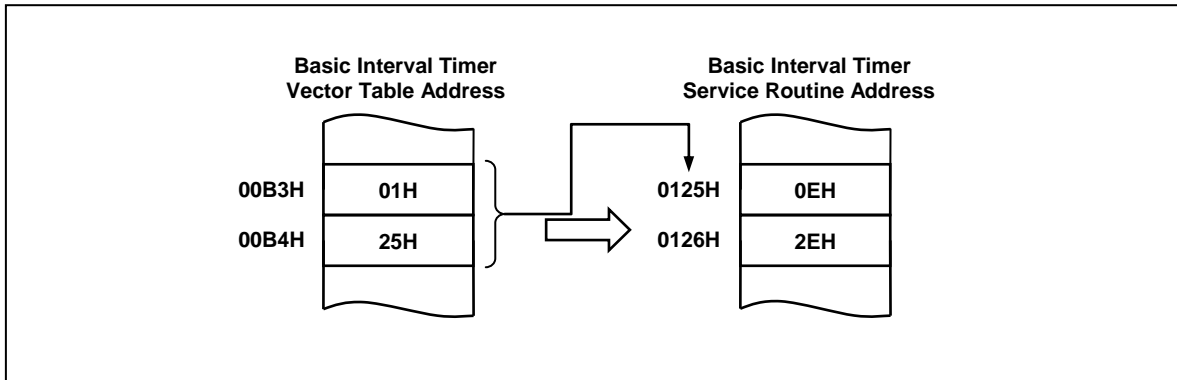 Basic Interval Timer
Vector Table Address
Basic Interval Timer
Service Routine Address
00B3H 01H
00B4H 25H
0125H 0EH
0126H 2EH